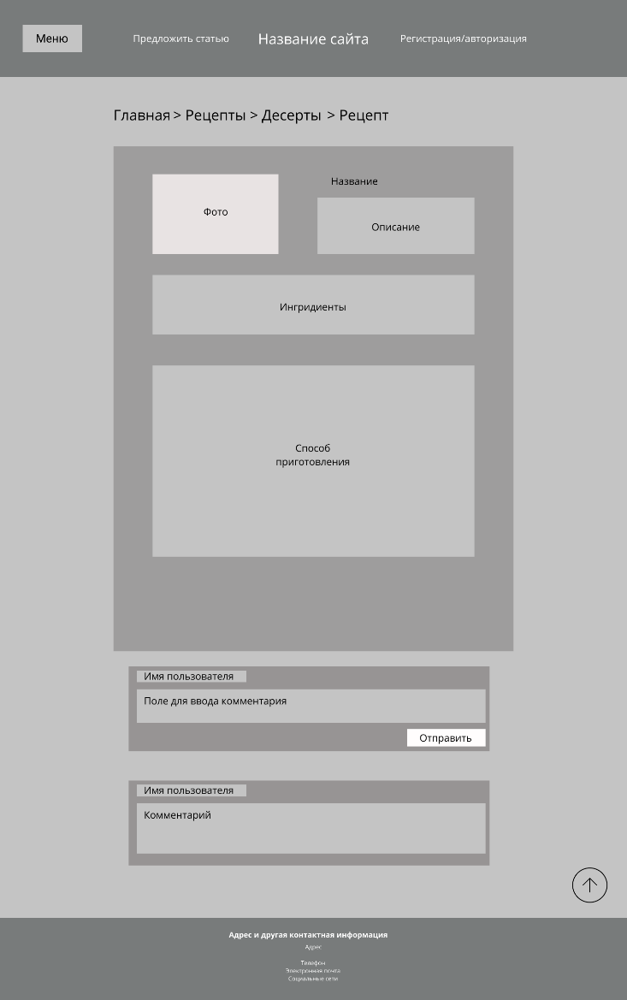 Меню
Предложить статью
Название сайта
Регистрация/авторизация
Главная > Рецепты > Десерты > Рецепт
Фото
Название
Описание
Ингридиенты
Способ
приготовления
Имя пользователя
Поле для ввода комментария
Отправить
Имя пользователя
Комментарий
Адрес и другая контактная информация
Адрес
Телефон
Электронная почта
Социальные сети